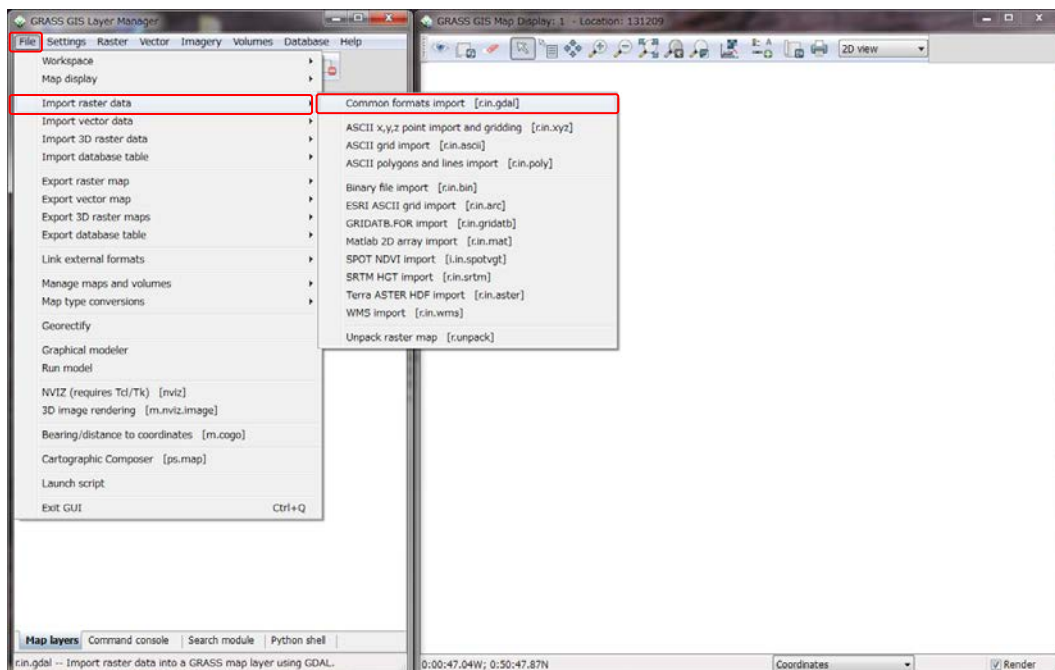 GRASS GIS Layer Manager
File Settings Raster Vector Imagery Volumes Database Help
Workspace
Map display
Import raster data
Import vector data
Import 3D raster data
Import database table
Export raster map
Export vector map
Export 3D raster maps
Export database table
Link external formats
Manage maps and volumes
Map type conversions
Georectify
Graphical modeler
Run model
NVIZ (requires Tcl/Tk) [nviz]
3D image rendering [m.nviz.image]
Bearing/distance to coordinates [m.cogo]
Cartographic Composer [ps.map]
Launch script
Exit GUI Ctrl+Q
Common formats import [r.in.gdal]
ASCII x,y,z point import and gridding [r.in.xyz]
ASCII grid import [r.in.ascii]
ASCII polygons and lines import [r.in.poly]
Binary file import [r.in.bin]
ESRI ASCII grid import [r.in.arc]
GRIDATB.FOR import [r.in.gridatb]
Matlab 2D array import [r.in.mat]
SPOT NDVI import [i.in.spotvgt]
SRTM HGT import [r.in.srtm]
Terra ASTER HDF import [r.in.aster]
WMS import [r.in.wms]
Unpack raster map [r.unpack]
Map layers Command console Search module Python shell
r.in.gdal -- Import raster data into a GRASS map layer using GDAL.
GRASS GIS Map Display: 1 - Location: 131209
2D view
0:00:47.04W; 0:50:47.87N Coordinates Render